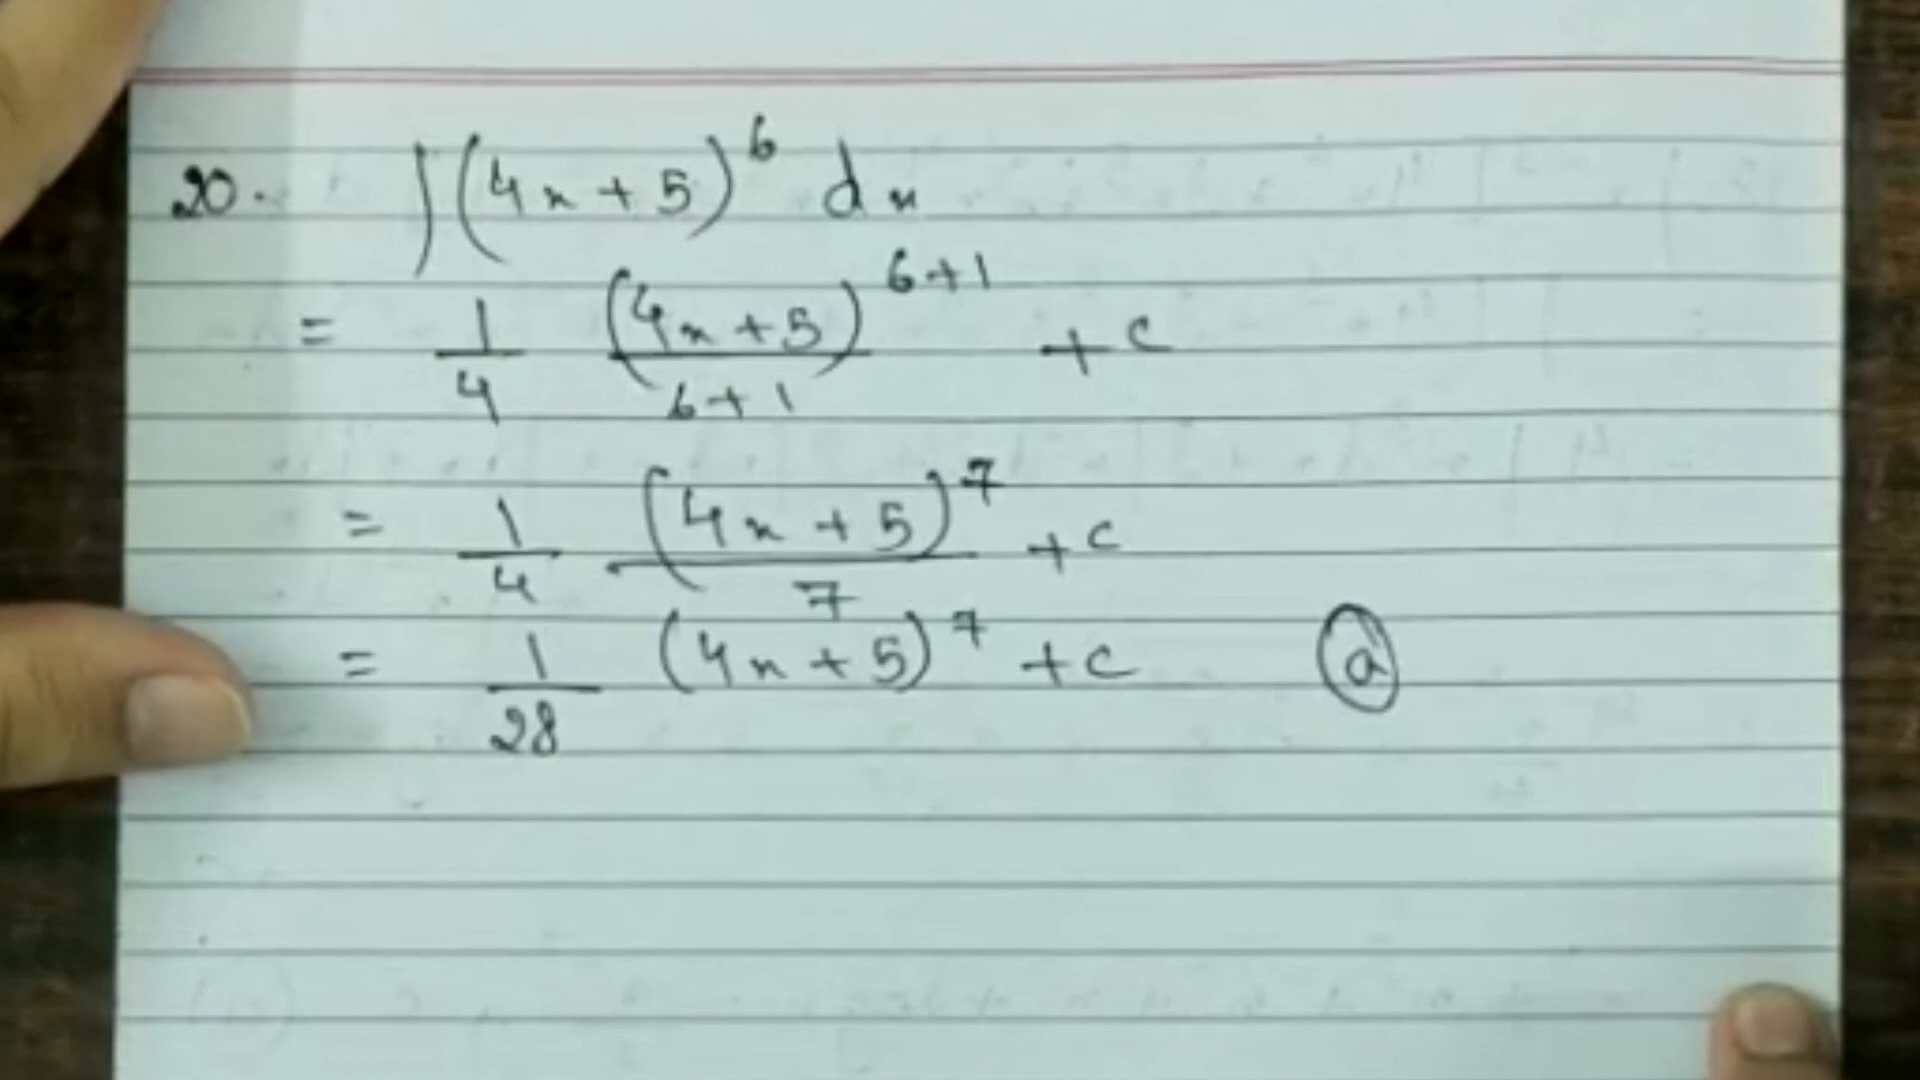 20. ∫(4x+5)^6 dx
= 1/4 (4x+5)^(6+1)/(6+1) + c
= 1/4 (4x+5)^7/7 + c
= 1/28 (4x+5)^7 + c (a)